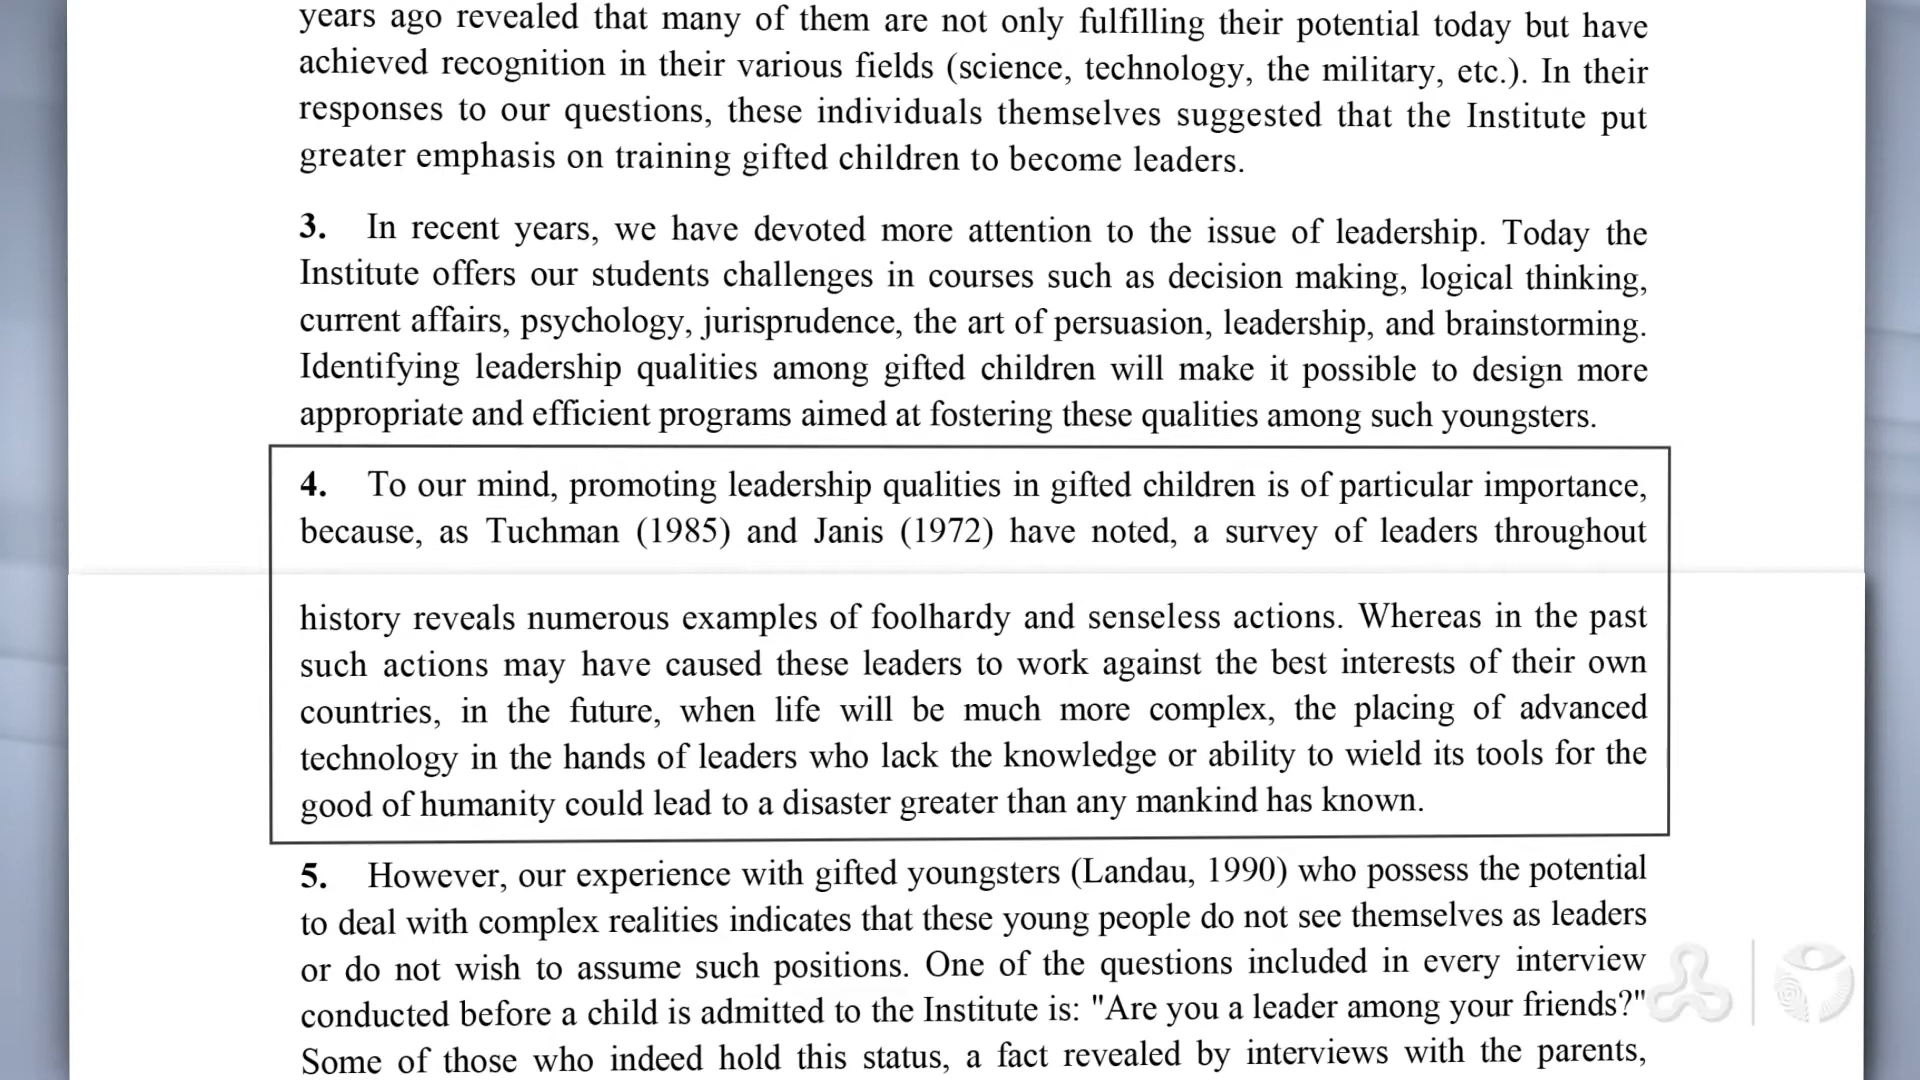 years ago revealed that many of them are not only fulfilling their potential today but have
achieved recognition in their various fields (science, technology, the military, etc.). In their
responses to our questions, these individuals themselves suggested that the Institute put
greater emphasis on training gifted children to become leaders.
3. In recent years, we have devoted more attention to the issue of leadership. Today the
Institute offers our students challenges in courses such as decision making, logical thinking,
current affairs, psychology, jurisprudence, the art of persuasion, leadership, and brainstorming.
Identifying leadership qualities among gifted children will make it possible to design more
appropriate and efficient programs aimed at fostering these qualities among such youngsters.
4. To our mind, promoting leadership qualities in gifted children is of particular importance,
because, as Tuchman (1985) and Janis (1972) have noted, a survey of leaders throughout
history reveals numerous examples of foolhardy and senseless actions. Whereas in the past
such actions may have caused these leaders to work against the best interests of their own
countries, in the future, when life will be much more complex, the placing of advanced
technology in the hands of leaders who lack the knowledge or ability to wield its tools for the
good of humanity could lead to a disaster greater than any mankind has known.
5. However, our experience with gifted youngsters (Landau, 1990) who possess the potential
to deal with complex realities indicates that these young people do not see themselves as leaders
or do not wish to assume such positions. One of the questions included in every interview
conducted before a child is admitted to the Institute is: "Are you a leader among your friends?"
Some of those who indeed hold this status, a fact revealed by interviews with the parents,